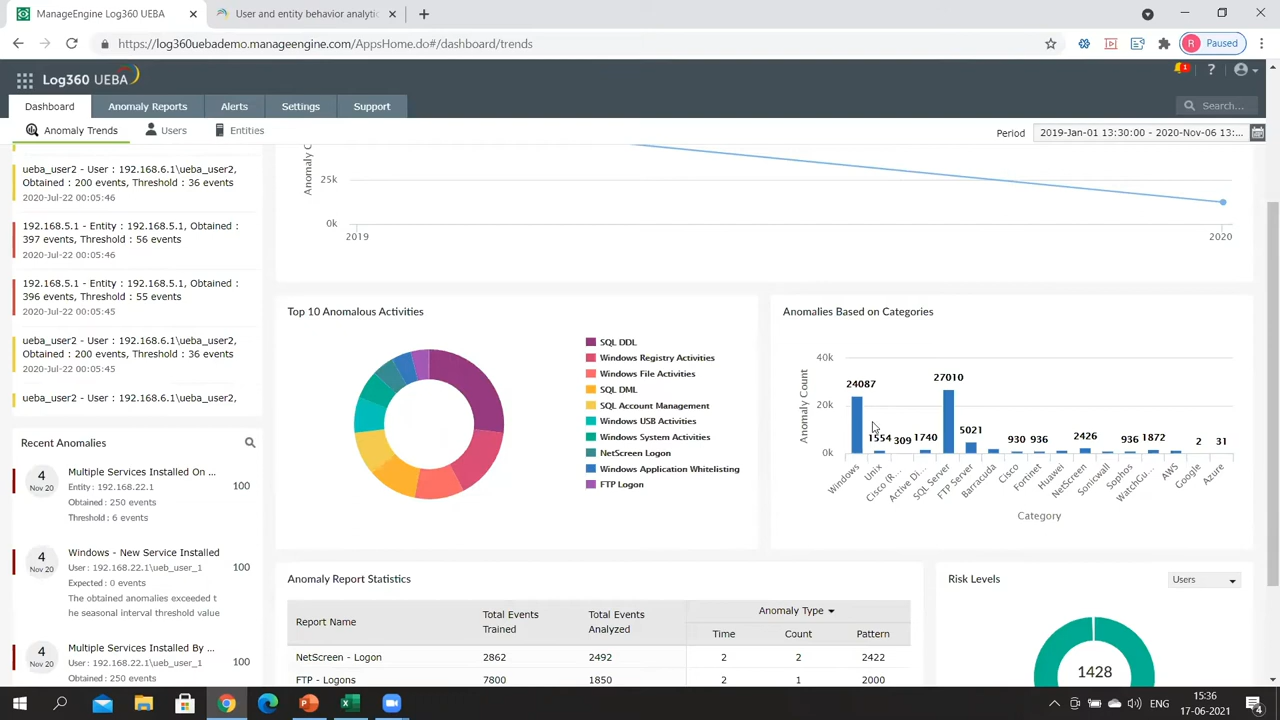 ManageEngine Log360 UEBA
User and entity behavior analytic
https://log360uebademo.manageengine.com/AppsHome.do#/dashboard/trends
R Paused
Log360 UEBA
1
?
Dashboard
Anomaly Reports
Alerts
Settings
Support
Search...
Anomaly Trends
Users
Entities
Period
2019-Jan-01 13:30:00 - 2020-Nov-06 13:...
ueba_user2 - User : 192.168.6.1\ueba_user2,
Obtained : 200 events, Threshold : 36 events
2020-Jul-22 00:05:46
192.168.5.1 - Entity : 192.168.5.1, Obtained :
397 events, Threshold : 56 events
2020-Jul-22 00:05:46
192.168.5.1 - Entity : 192.168.5.1, Obtained :
396 events, Threshold : 55 events
2020-Jul-22 00:05:45
ueba_user2 - User : 192.168.6.1\ueba_user2,
Obtained : 200 events, Threshold : 36 events
2020-Jul-22 00:05:45
ueba_user2 - User : 192.168.6.1\ueba_user2,
Recent Anomalies
4
Nov 20
Multiple Services Installed On ...
Entity : 192.168.22.1
Obtained : 250 events
Threshold : 6 events
100
4
Nov 20
Windows - New Service Installed
User : 192.168.22.1\ueb_user_1
Expected : 0 events
The obtained anomalies exceeded t
he seasonal interval threshold value
100
4
Nov 20
Multiple Services Installed By ...
User : 192.168.22.1\ueb_user_1
Obtained : 250 events
100
Anomaly C
25k
0k
2019
2020
Top 10 Anomalous Activities
SQL DDL
Windows Registry Activities
Windows File Activities
SQL DML
SQL Account Management
Windows USB Activities
Windows System Activities
NetScreen Logon
Windows Application Whitelisting
FTP Logon
Anomalies Based on Categories
Anomaly Count
40k
20k
0k
24087
1554
309
1740
27010
5021
930
936
2426
936
1872
2
31
Windows
Unix
Cisco (R...
Active Di...
SQL Server
FTP Server
Barracuda
Cisco
Fortinet
Huawei
NetScreen
Sonicwall
Sophos
WatchGu...
AWS
Google
Azure
Category
Anomaly Report Statistics
Report Name
Total Events
Trained
Total Events
Analyzed
Anomaly Type
Time
Count
Pattern
NetScreen - Logon
2862
2492
2
2
2422
FTP - Logons
7800
1850
2
1
2000
Risk Levels
Users
1428
ENG
15:36
17-06-2021
4